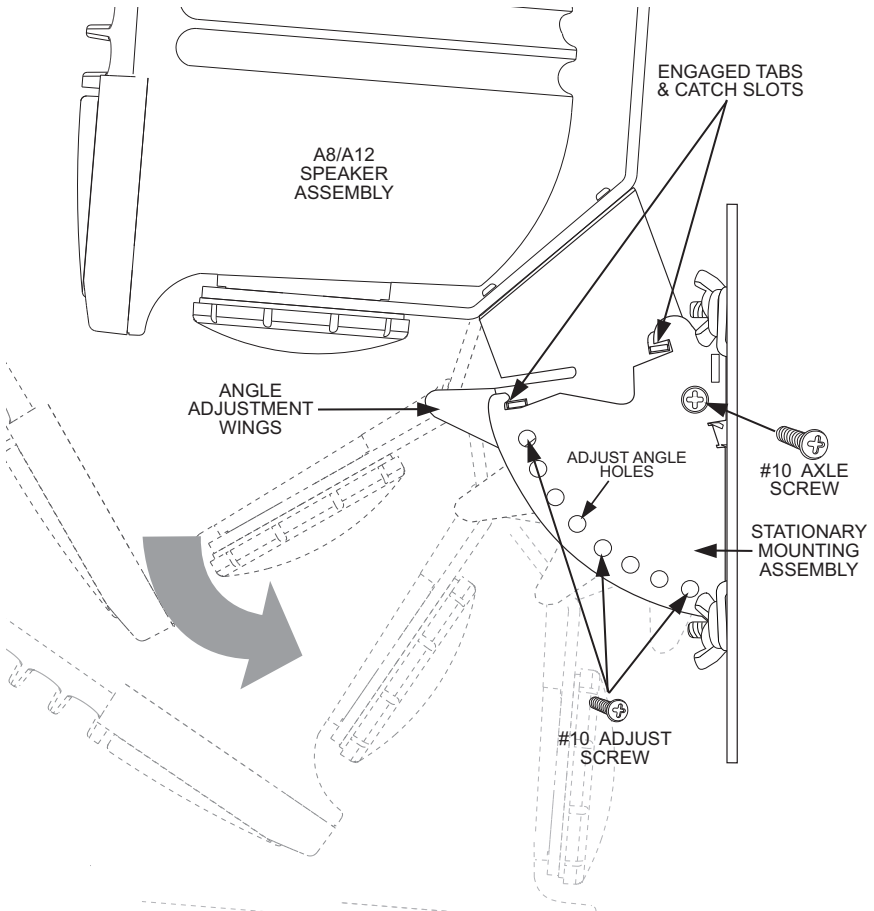 ENGAGED TABS
& CATCH SLOTS
A8/A12
SPEAKER
ASSEMBLY
ANGLE
ADJUSTMENT
WINGS
ADJUST ANGLE
HOLES
#10 AXLE
SCREW
STATIONARY
MOUNTING
ASSEMBLY
#10 ADJUST
SCREW